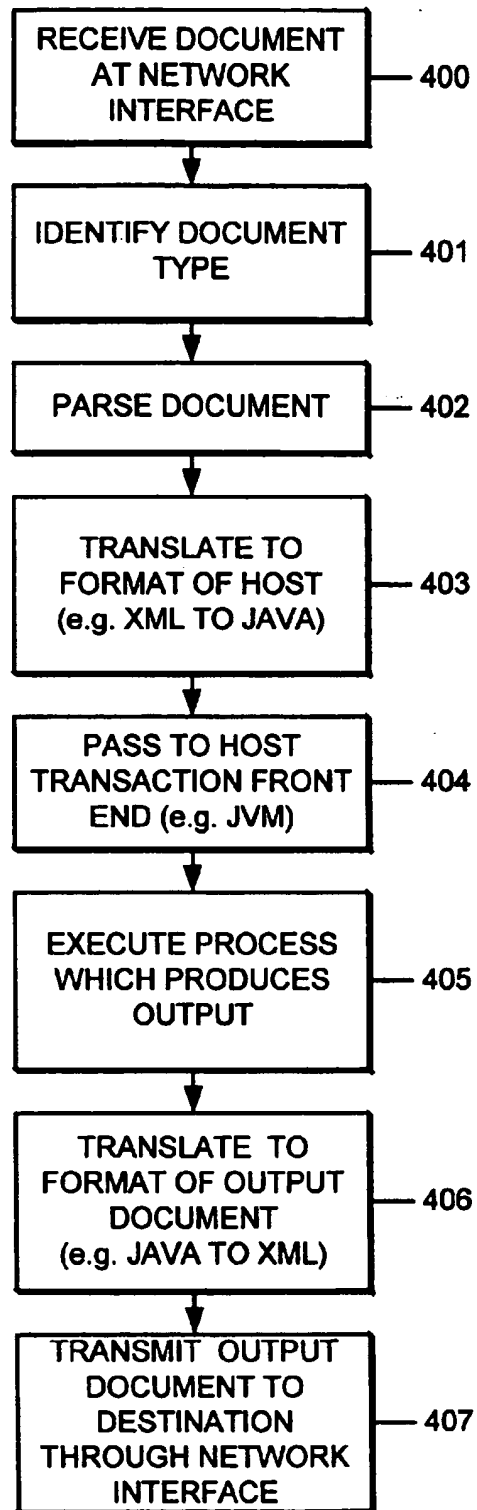 RECEIVE DOCUMENT
AT NETWORK
INTERFACE
400
IDENTIFY DOCUMENT
TYPE
401
PARSE DOCUMENT
402
TRANSLATE TO
FORMAT OF HOST
(e.g. XML TO JAVA)
403
PASS TO HOST
TRANSACTION FRONT
END (e.g. JVM)
404
EXECUTE PROCESS
WHICH PRODUCES
OUTPUT
405
TRANSLATE TO
FORMAT OF OUTPUT
DOCUMENT
(e.g. JAVA TO XML)
406
TRANSMIT OUTPUT
DOCUMENT TO
DESTINATION
THROUGH NETWORK
INTERFACE
407